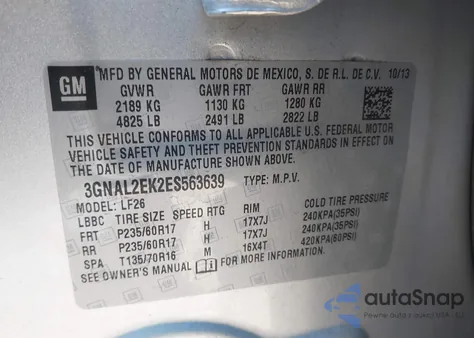 GM
MFD BY GENERAL MOTORS DE MEXICO, S. DE R.L. DE C.V. 10/13
GVWR GAWR FRT GAWR RR
2189 KG 1130 KG 1280 KG
4825 LB 2491 LB 2822 LB
THIS VEHICLE CONFORMS TO ALL APPLICABLE U.S. FEDERAL MOTOR
VEHICLE SAFETY AND THEFT PREVENTION STANDARDS IN EFFECT ON
THE DATE OF MANUFACTURE SHOWN ABOVE.
3GNAL2EK2ES563639 TYPE: M.P.V.
MODEL: LF26
LBBC TIRE SIZE SPEED RTG RIM COLD TIRE PRESSURE
FRT P235/60R17 H 17X7J 240KPA(35PSI)
RR P235/60R17 H 17X7J 240KPA(35PSI)
SPA T135/70R16 M 16X4T 420KPA(60PSI)
SEE OWNER'S MANUAL FOR ADDITIONAL INFORMATION
autoSnap